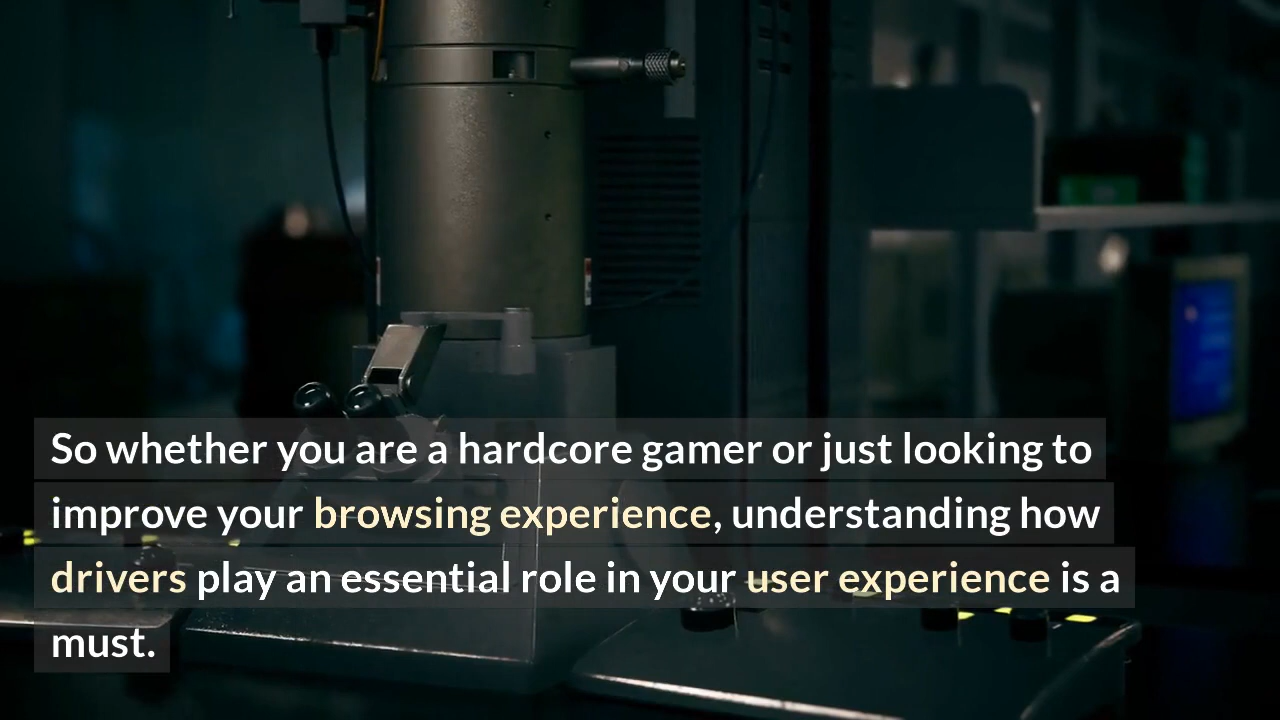 So whether you are a hardcore gamer or just looking to
improve your browsing experience, understanding how
drivers play an essential role in your user experience is a
must.